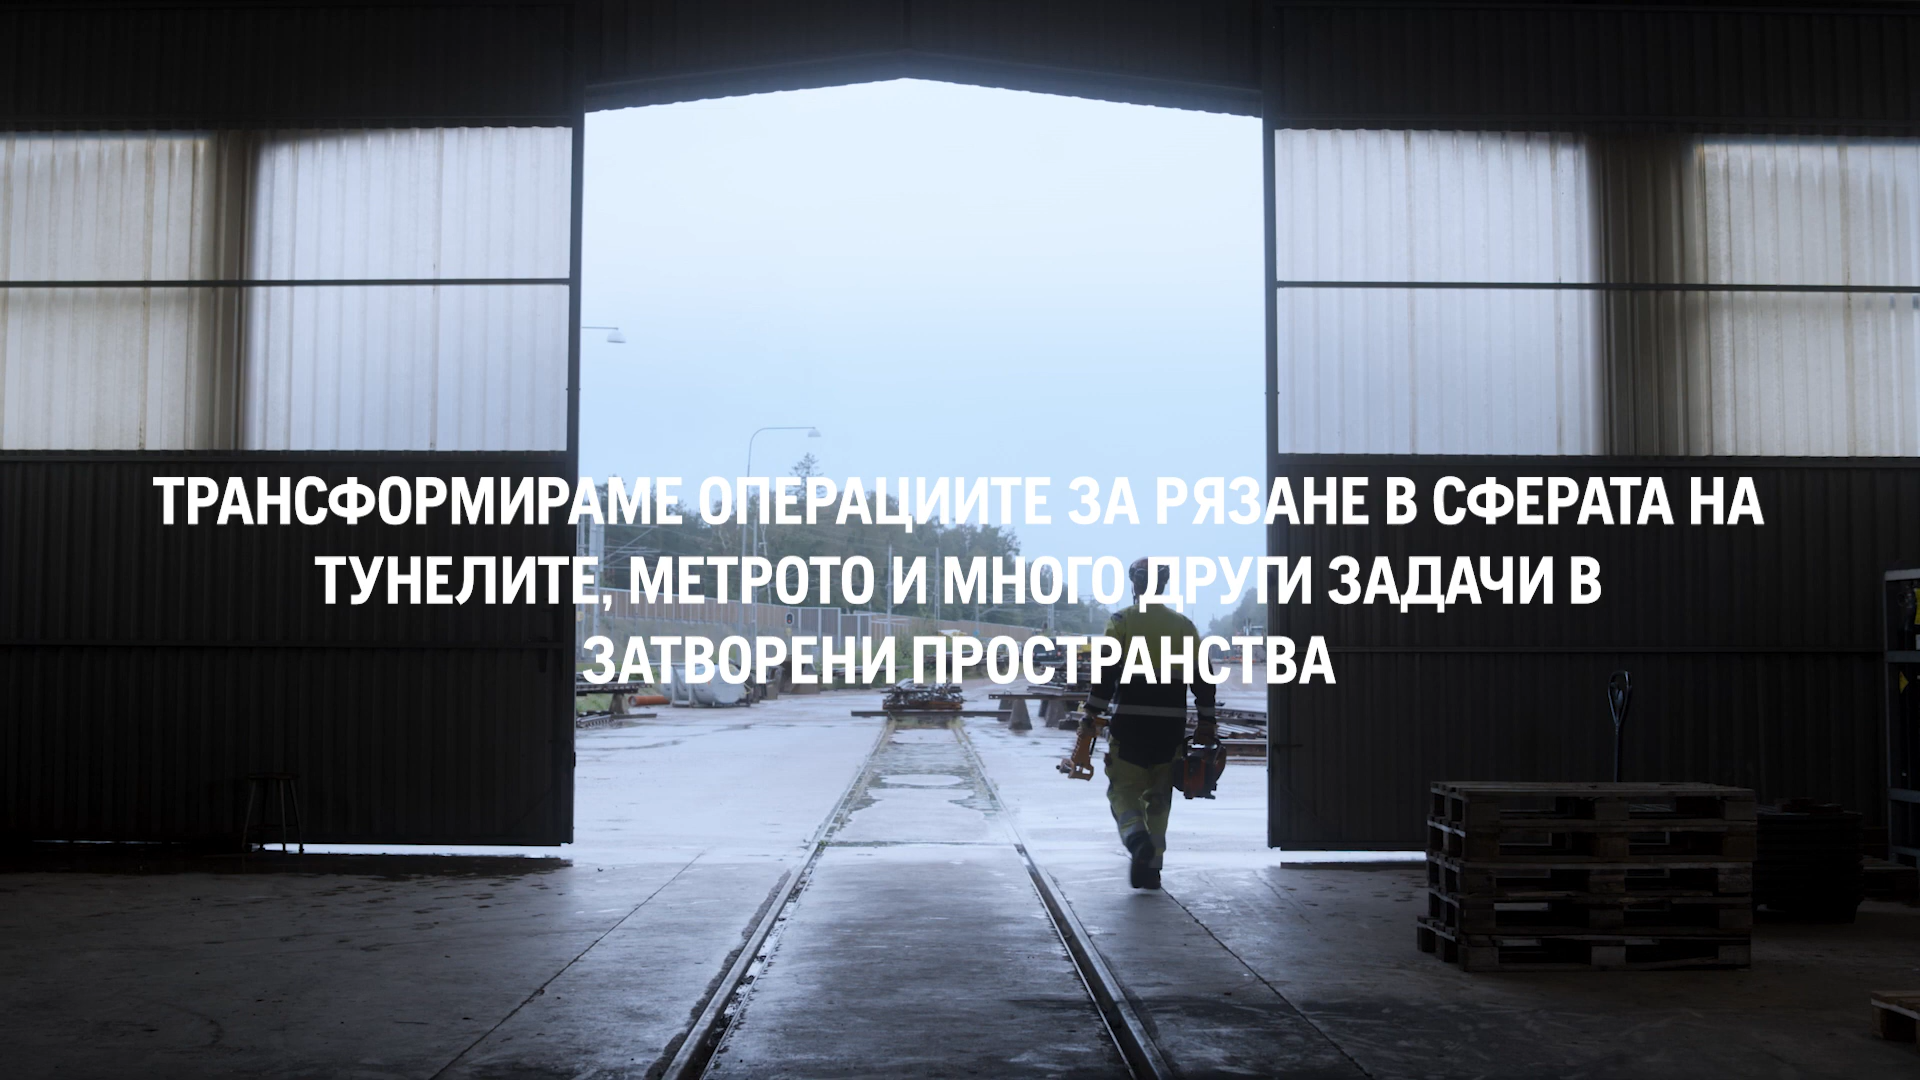 ТРАНСФОРМИРАМЕ ОПЕРАЦИИТЕ ЗА РЯЗАНЕ В СФЕРАТА НА
ТУНЕЛИТЕ, МЕТРОТО И МНОГО ДРУГИ ЗАДАЧИ В
ЗАТВОРЕНИ ПРОСТРАНСТВА